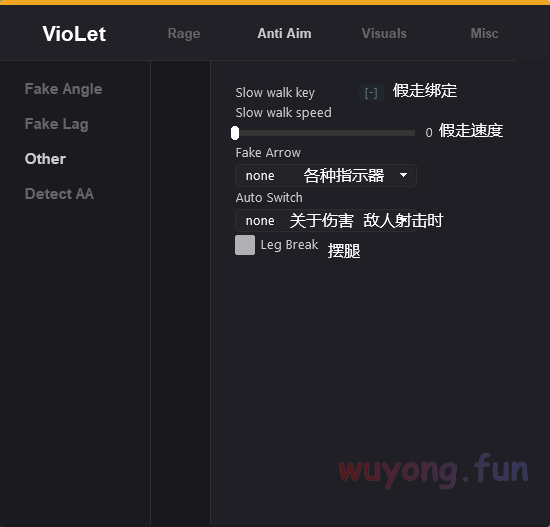 VioLet Rage Anti Aim Visuals Misc
Fake Angle
Fake Lag
Other
Detect AA
Slow walk key [-] 假走绑定
Slow walk speed
0 假走速度
Fake Arrow
none 各种指示器
Auto Switch
none 关于伤害 敌人射击时
Leg Break 摆腿
wuyong.fun